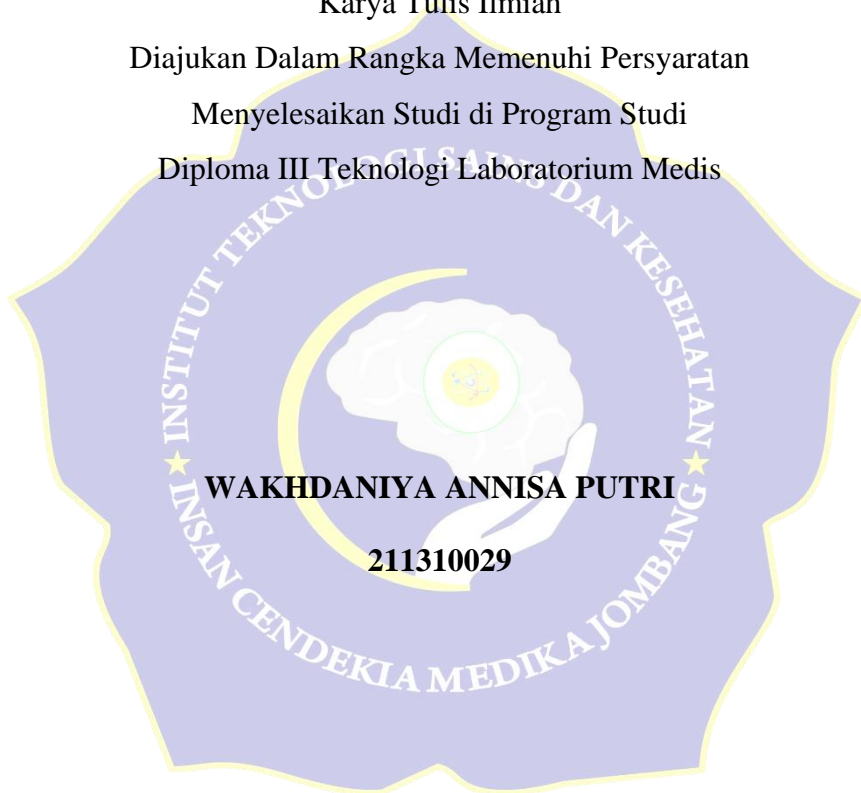 Karya Tulis Ilmiah
Diajukan Dalam Rangka Memenuhi Persyaratan
Menyelesaikan Studi di Program Studi
Diploma III Teknologi Laboratorium Medis
INSTITUT TEKNOLOGI SAINS DAN KESEHATAN
WAKHDANIYA ANNISA PUTRI
211310029
INSAN CENDEKIA MEDIKA JOMBANG